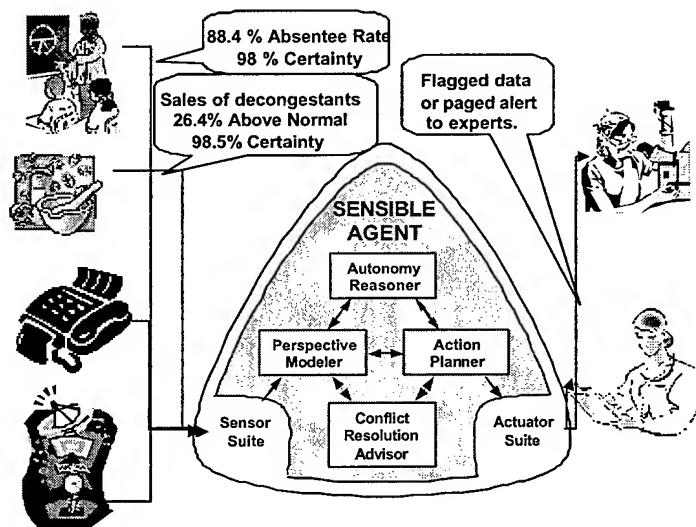 88.4 % Absentee Rate
98 % Certainty
Sales of decongestants
26.4% Above Normal
98.5% Certainty
Flagged data
or paged alert
to experts.
SENSIBLE
AGENT
Autonomy
Reasoner
Perspective
Modeler
Action
Planner
Sensor
Suite
Conflict
Resolution
Advisor
Actuator
Suite